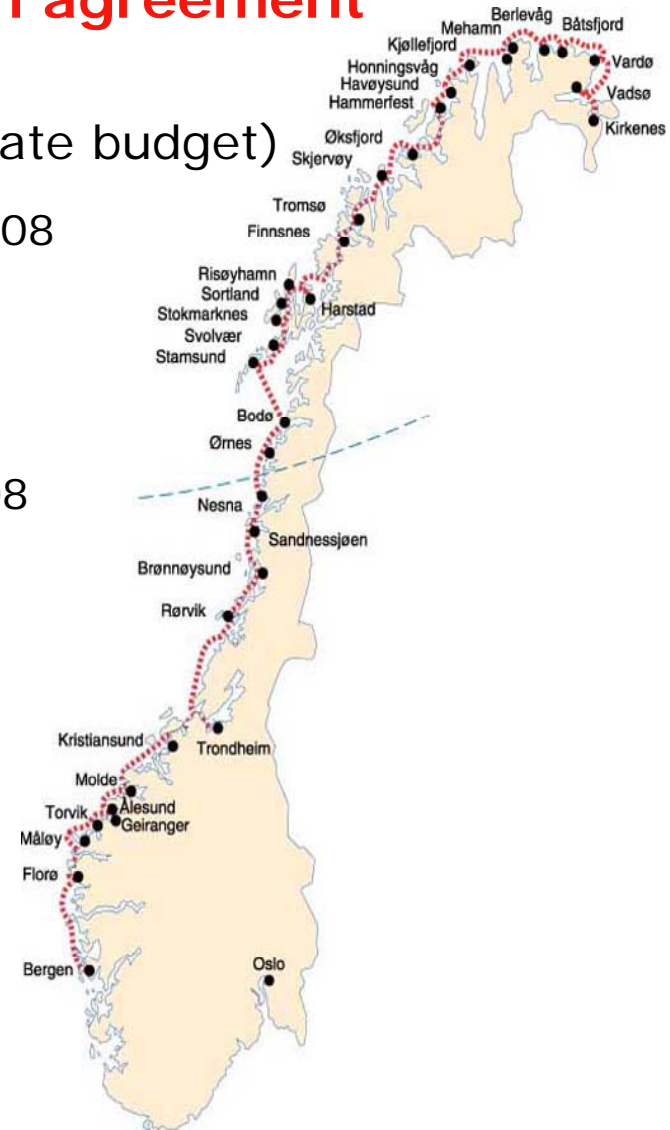 agreement
Berlevåg
Mehamn
Båtsfjord
Kjøllefjord
Honningsvåg
Vardø
Havøysund
Vadsø
Hammerfest
Kirkenes
ate budget)
Øksfjord
Skjervøy
Tromsø
08
Finnsnes
Risøyhamn
Sortland
Harstad
Stokmarknes
Svolvær
Stamsund
Bodø
Ørnes
08
Nesna
Sandnessjøen
Brønnøysund
Rørvik
Kristiansund
Trondheim
Molde
Ålesund
Torvik
Geiranger
Måløy
Florø
Bergen
Oslo